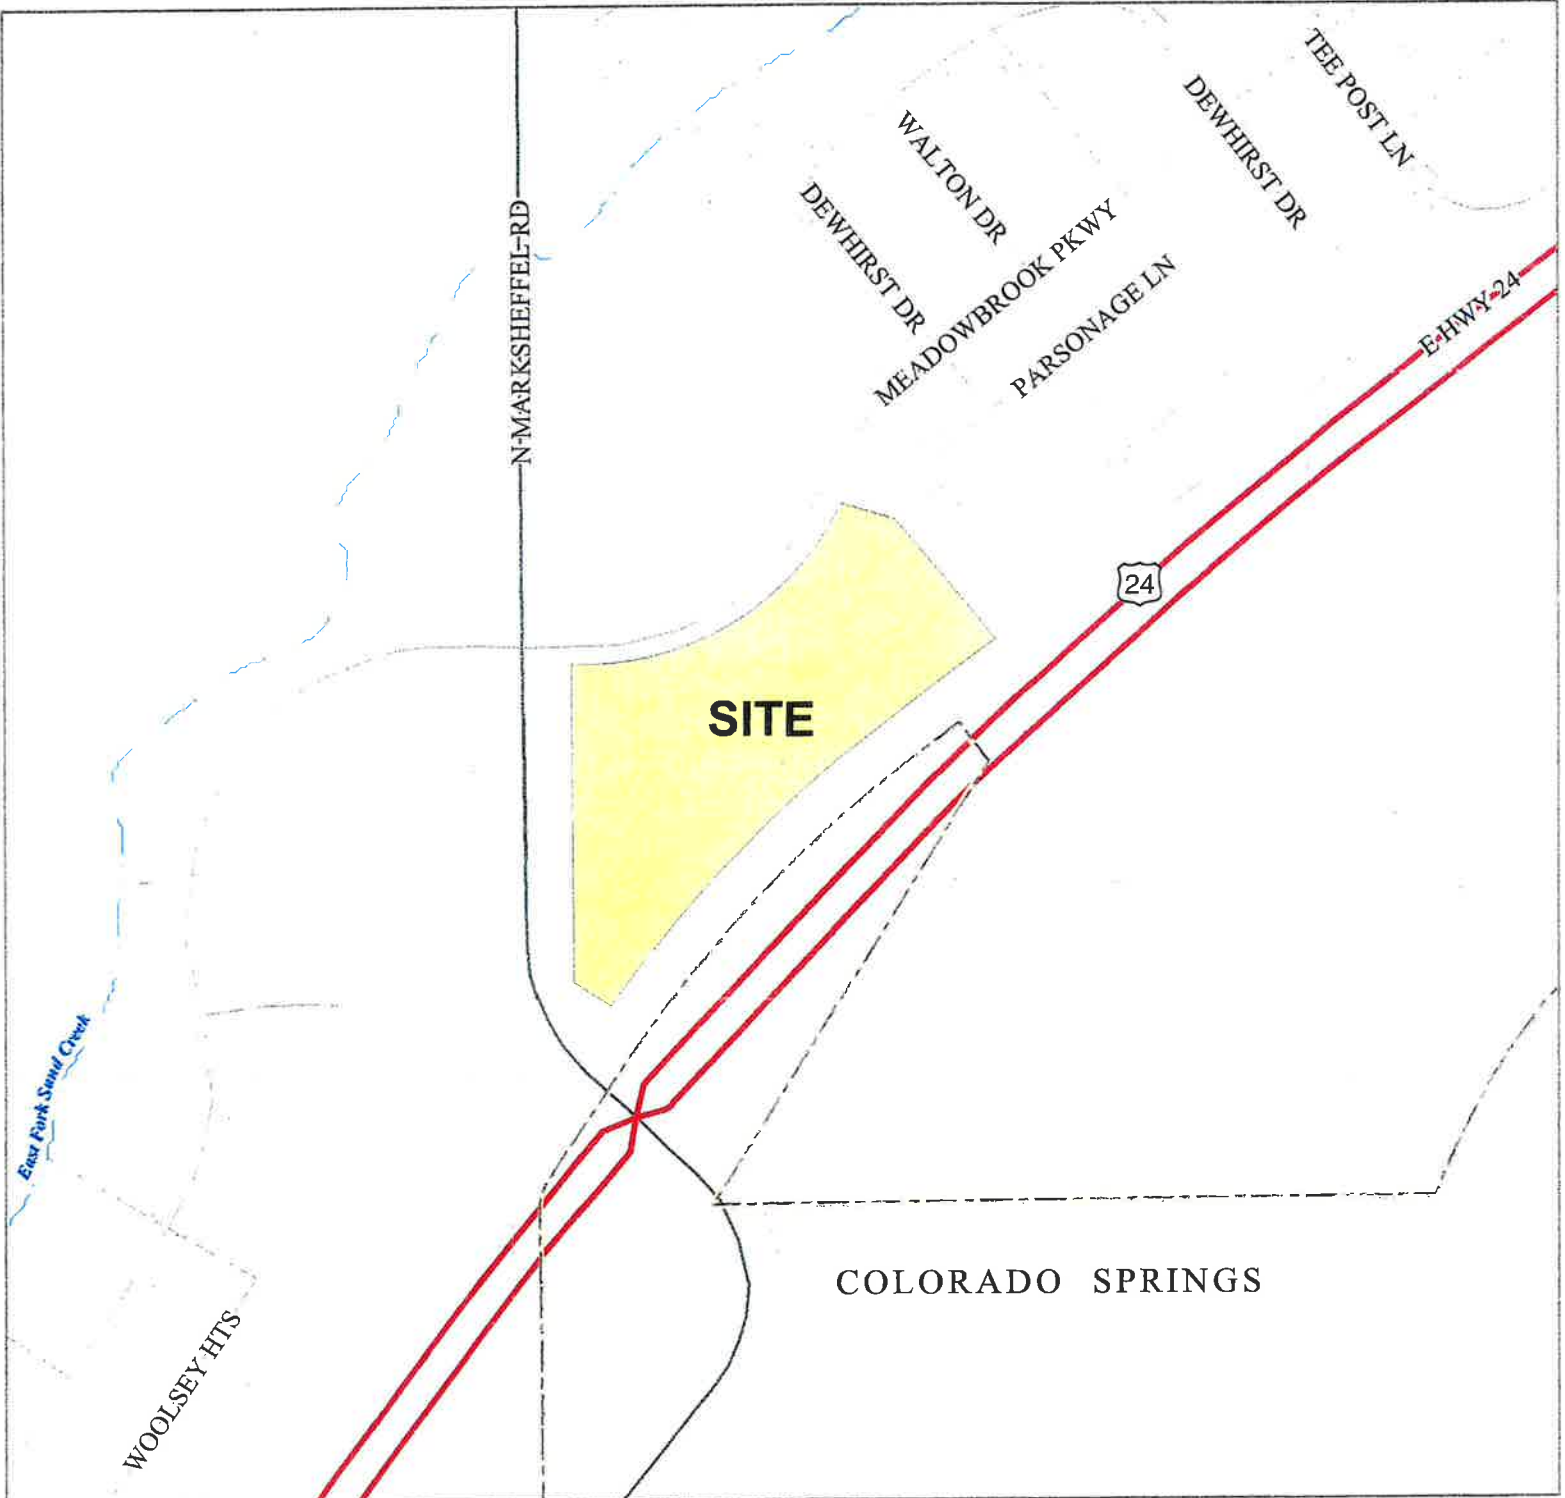 TEE POST LN
DEWHIRST DR
WALTON DR
DEWHIRST DR
MEADOWBROOK PKWY
PARSONAGE LN
N MARKSHEFFEL RD
E HWY 24
24
SITE
East Fork Sand Creek
COLORADO SPRINGS
WOOLSEY HTS